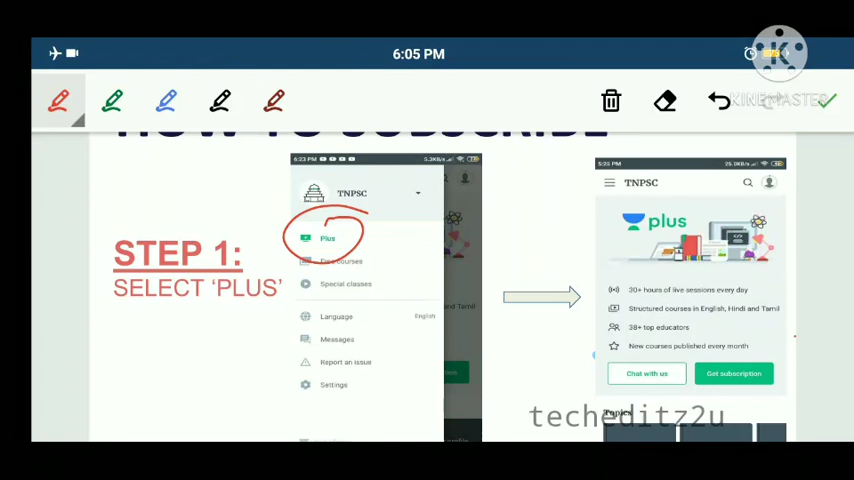 6:05 PM
KINEMASTER
HOW TO SUBSCRIBE
6:23 PM
5.3KB/s
5:25 PM
TNPSC
TNPSC
plus
STEP 1:
SELECT ‘PLUS’
Plus
Free courses
Special classes
Language
English
Messages
Report an issue
Settings
30+ hours of live sessions every day
Structured courses in English, Hindi and Tamil
38+ top educators
New courses published every month
Chat with us
Get subscription
Topics
techeditz2u